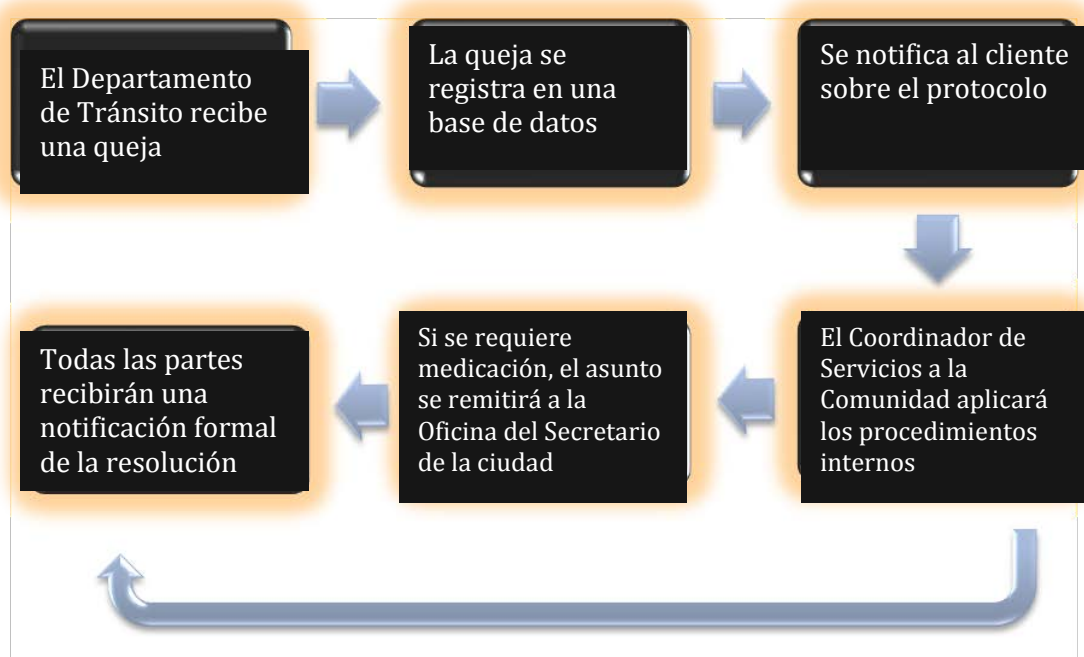 El Departamento
de Tránsito recibe
una queja
La queja se
registra en una
base de datos
Se notifica al cliente
sobre el protocolo
El Coordinador de
Servicios a la
Comunidad aplicará
los procedimientos
internos
Si se requiere
medicación, el asunto
se remitirá a la
Oficina del Secretario
de la ciudad
Todas las partes
recibirán una
notificación formal
de la resolución